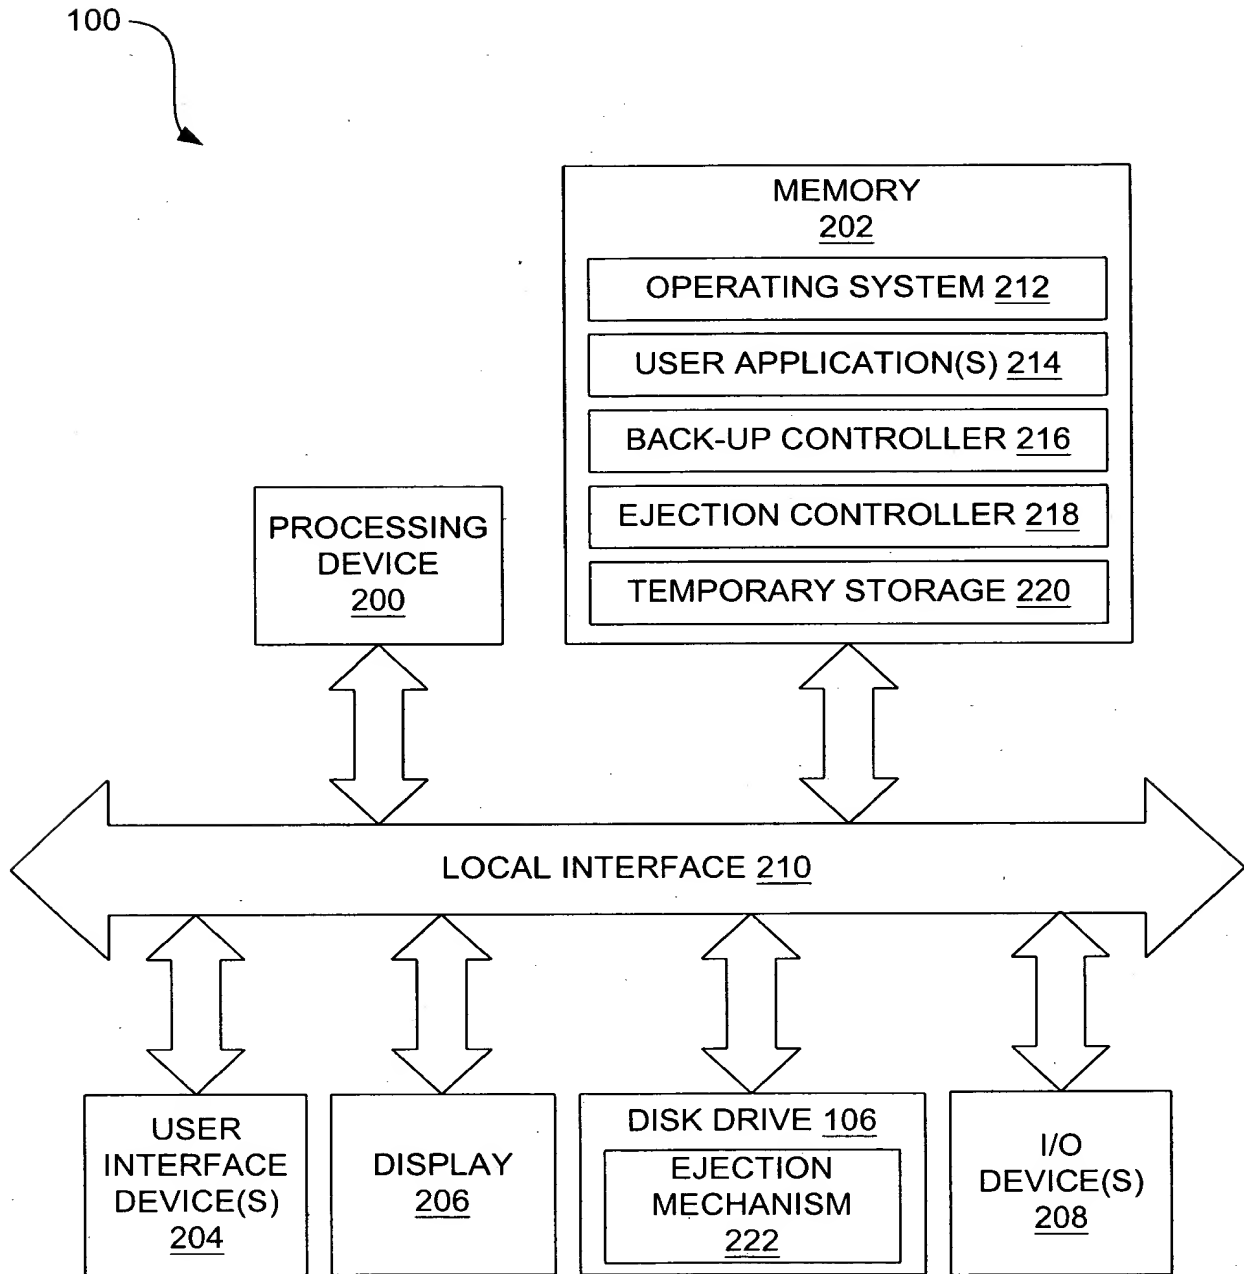 100
MEMORY
202
OPERATING SYSTEM 212
USER APPLICATION(S) 214
BACK-UP CONTROLLER 216
EJECTION CONTROLLER 218
TEMPORARY STORAGE 220
PROCESSING
DEVICE
200
LOCAL INTERFACE 210
USER
INTERFACE
DEVICE(S)
204
DISPLAY
206
DISK DRIVE 106
EJECTION
MECHANISM
222
I/O
DEVICE(S)
208